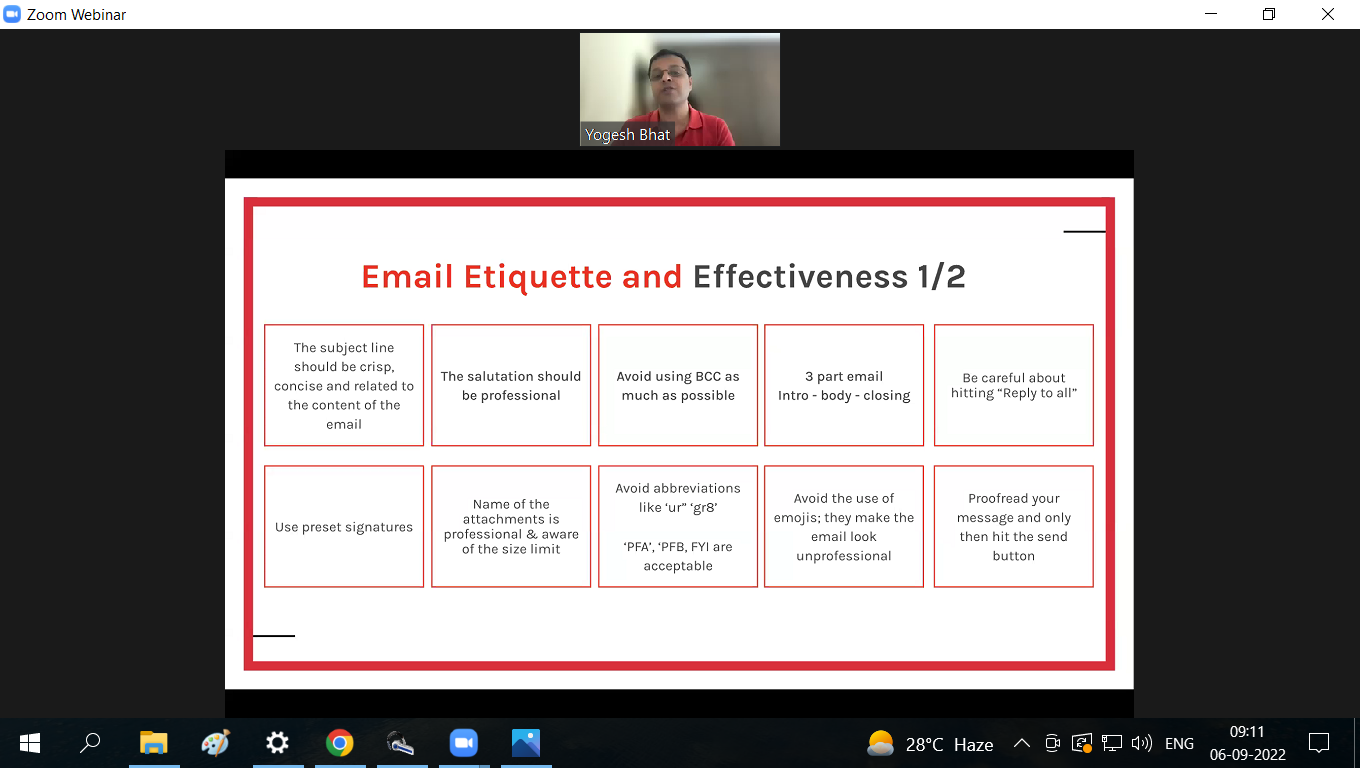 Zoom Webinar
Yogesh Bhat
Email Etiquette and Effectiveness 1/2
The subject line
should be crisp,
concise and related to
the content of the
email
The salutation should
be professional
Avoid using BCC as
much as possible
3 part email
Intro - body - closing
Be careful about
hitting “Reply to all”
Use preset signatures
Name of the
attachments is
professional & aware
of the size limit
Avoid abbreviations
like ‘ur” ‘gr8’
‘PFA’, ‘PFB, FYI are
acceptable
Avoid the use of
emojis; they make the
email look
unprofessional
Proofread your
message and only
then hit the send
button
28°C Haze
ENG
09:11
06-09-2022